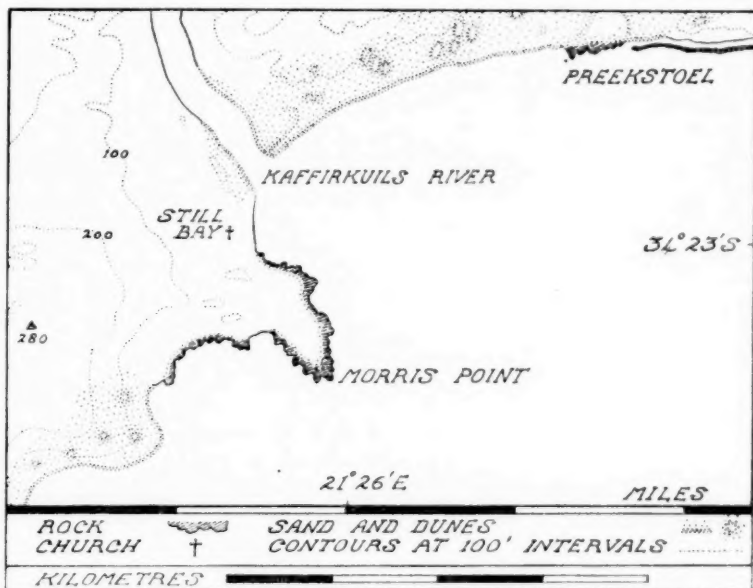 PREEKSTOEL
100
KAFFIRKUILS RIVER
STILL
BAY
200
34°23'S
280
MORRIS POINT
21°26'E
MILES
ROCK SAND AND DUNES
CHURCH CONTOURS AT 100' INTERVALS
KILOMETRES